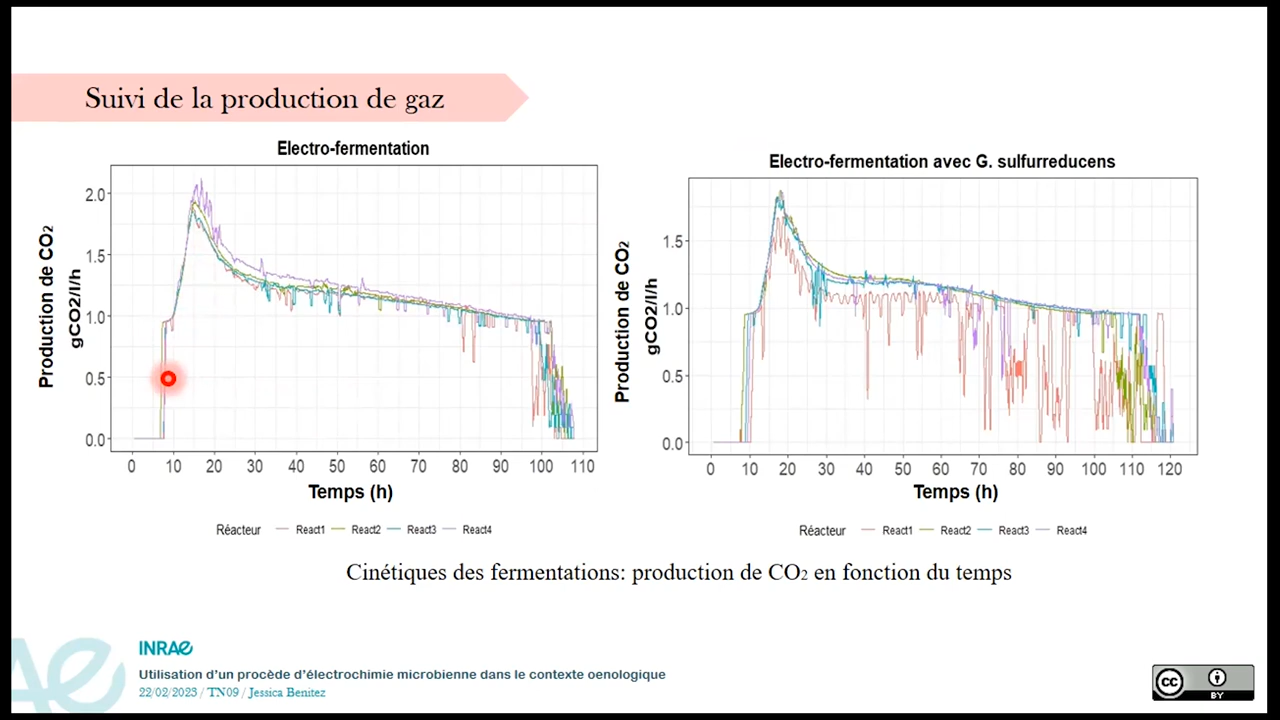 Suivi de la production de gaz
Electro-fermentation
Production de CO2
gCO2/l/h
2.0
1.5
1.0
0.5
0.0
0 10 20 30 40 50 60 70 80 90 100 110
Temps (h)
Réacteur React1 React2 React3 React4
Electro-fermentation avec G. sulfurreducens
Production de CO2
gCO2/l/h
1.5
1.0
0.5
0.0
0 10 20 30 40 50 60 70 80 90 100 110 120
Temps (h)
Réacteur React1 React2 React3 React4
Cinétiques des fermentations: production de CO2 en fonction du temps
INRAE
Utilisation d'un procède d'électrochimie microbienne dans le contexte oenologique
22/02/2023 / TN09 / Jessica Benitez
cc
BY